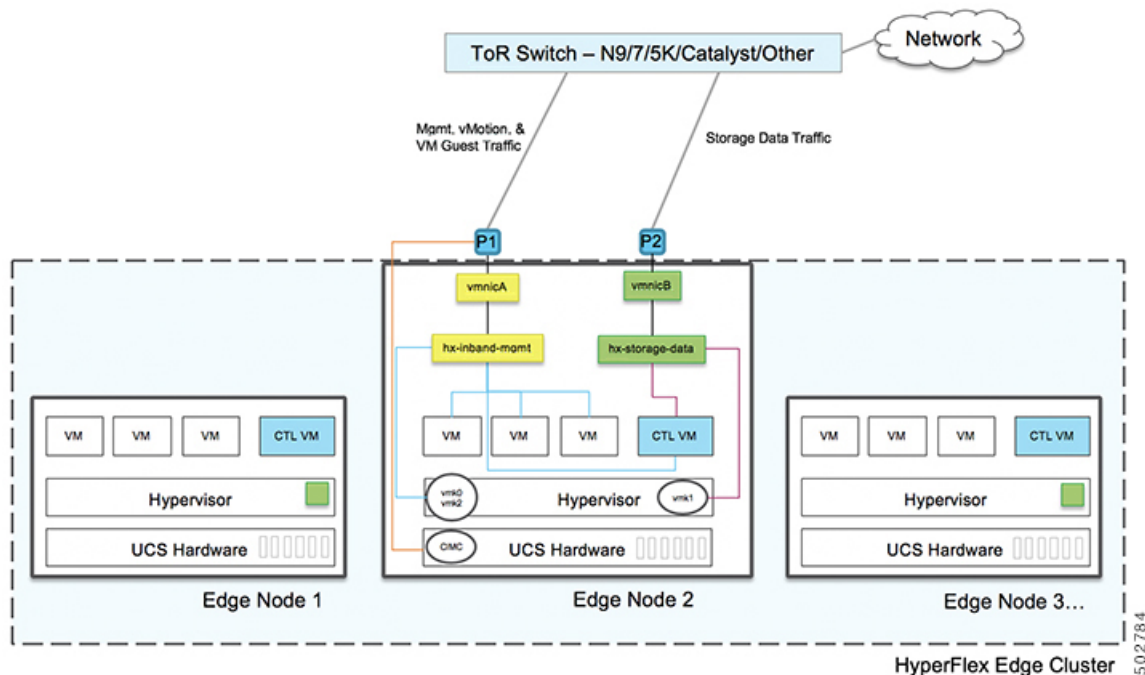 Network
ToR Switch – N9/7/5K/Catalyst/Other
Mgmt, vMotion, &
VM Guest Traffic
Storage Data Traffic
P1
P2
vmnicA
vmnicB
hx-inband-mgmt
hx-storage-data
VM
VM
VM
CTL VM
Hypervisor
UCS Hardware
Edge Node 1
VM
VM
VM
CTL VM
vmk0
vmk2
Hypervisor
vmk1
CIMC
UCS Hardware
Edge Node 2
VM
VM
VM
CTL VM
Hypervisor
UCS Hardware
Edge Node 3...
HyperFlex Edge Cluster
502784